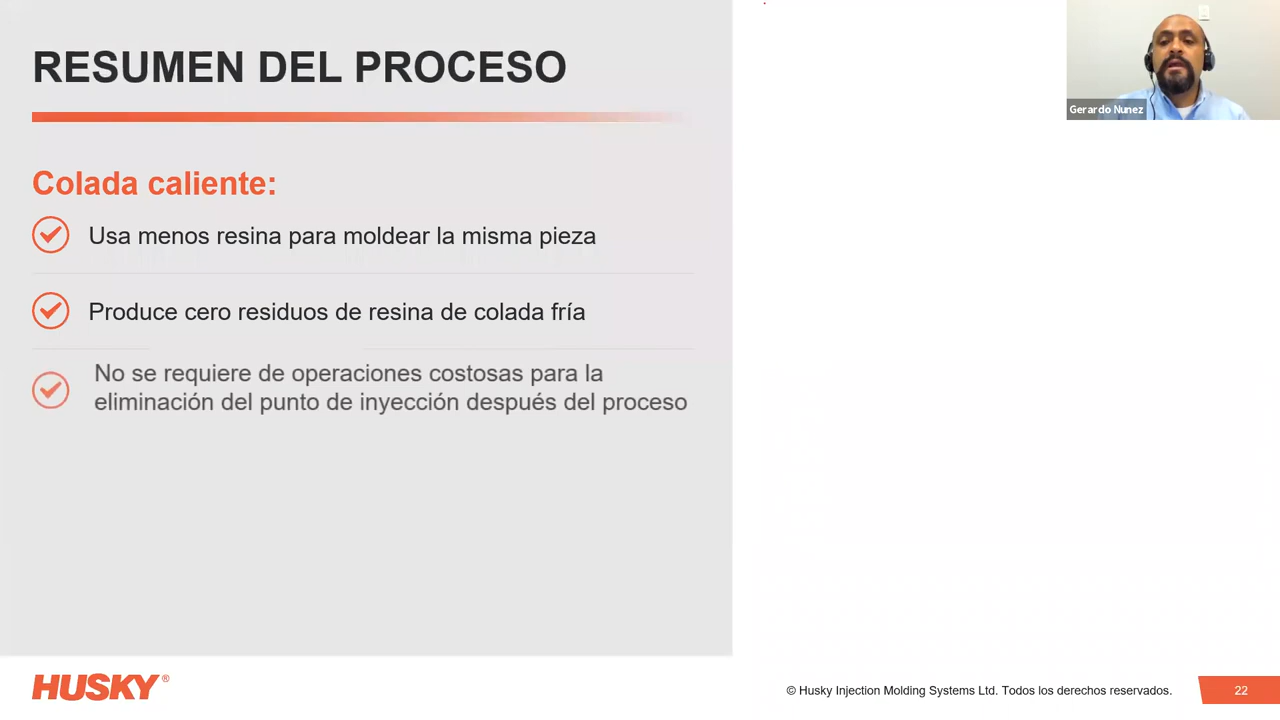 RESUMEN DEL PROCESO
Gerardo Nunez
Colada caliente:
Usa menos resina para moldear la misma pieza
Produce cero residuos de resina de colada fría
No se requiere de operaciones costosas para la
eliminación del punto de inyección después del proceso
HUSKY®
© Husky Injection Molding Systems Ltd. Todos los derechos reservados.
22